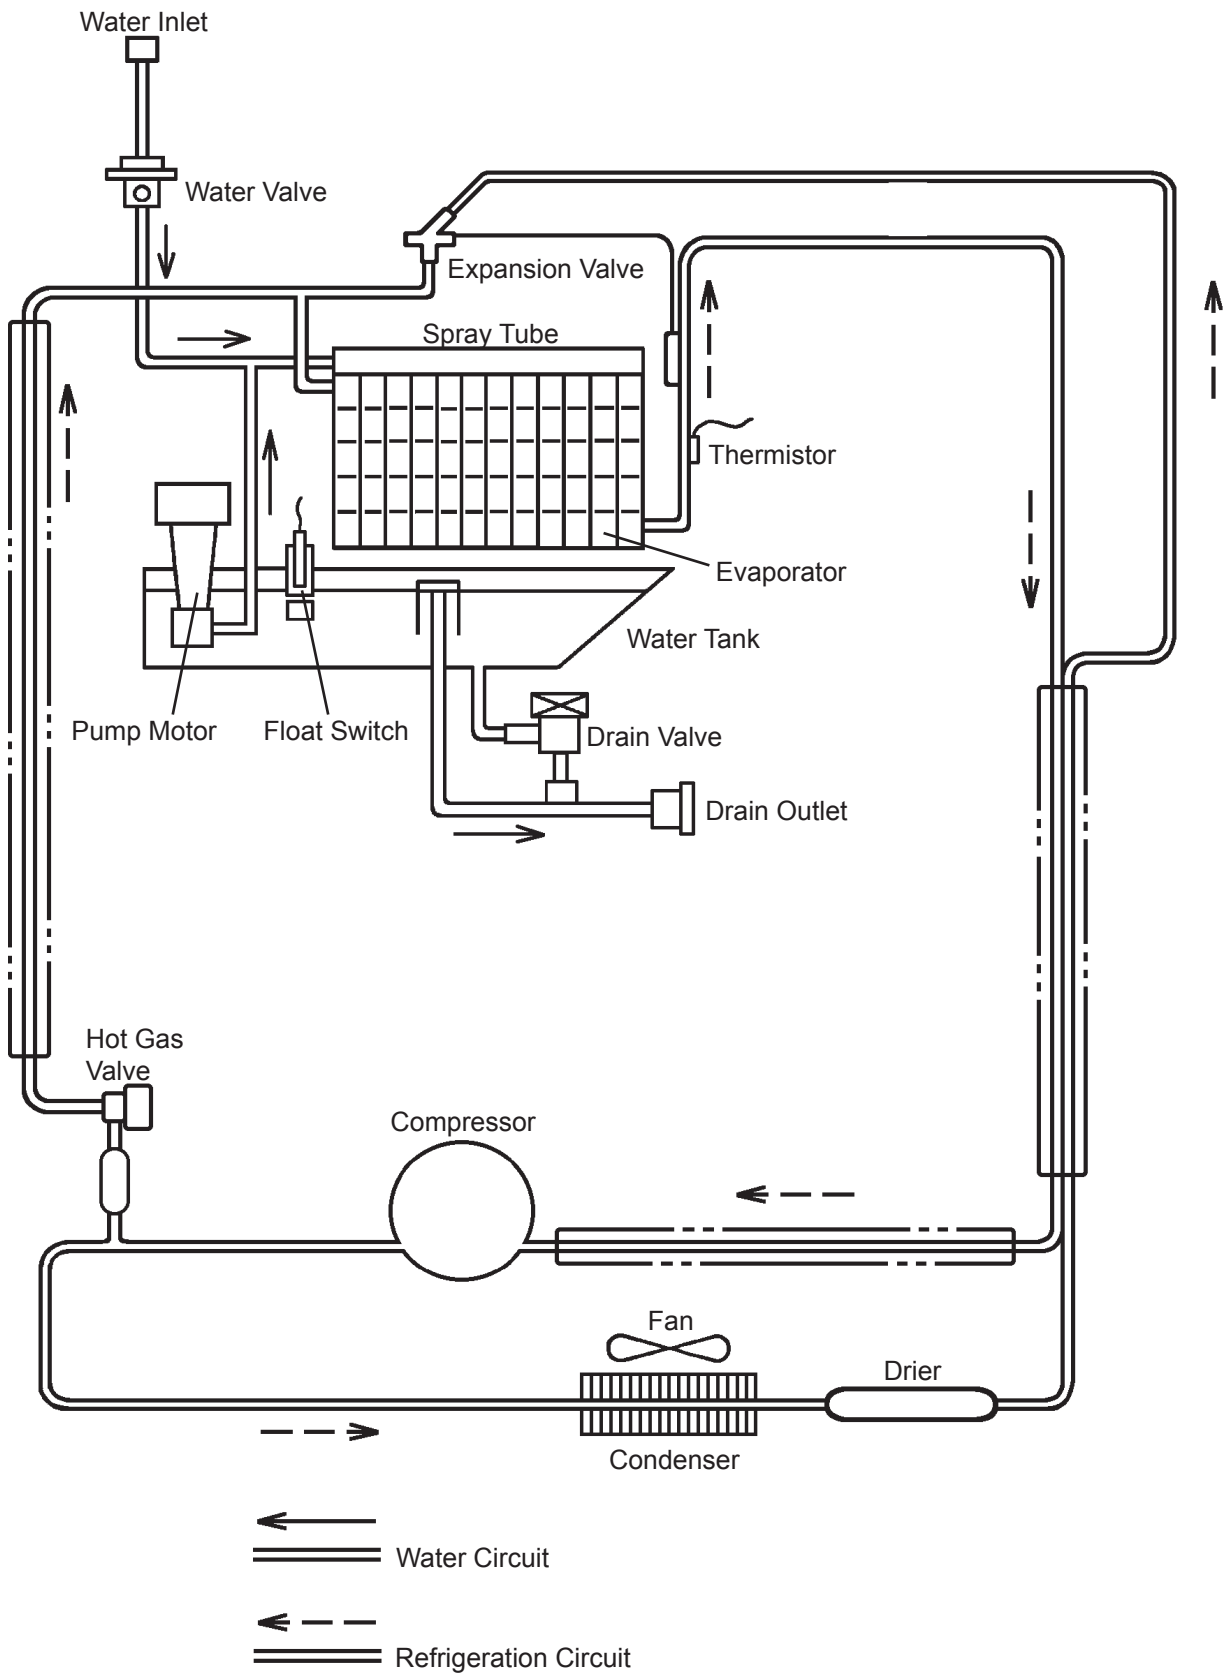 Water Inlet
Water Valve
Expansion Valve
Spray Tube
Thermistor
Evaporator
Water Tank
Pump Motor
Float Switch
Drain Valve
Drain Outlet
Hot Gas
Valve
Compressor
Fan
Drier
Condenser
Water Circuit
Refrigeration Circuit